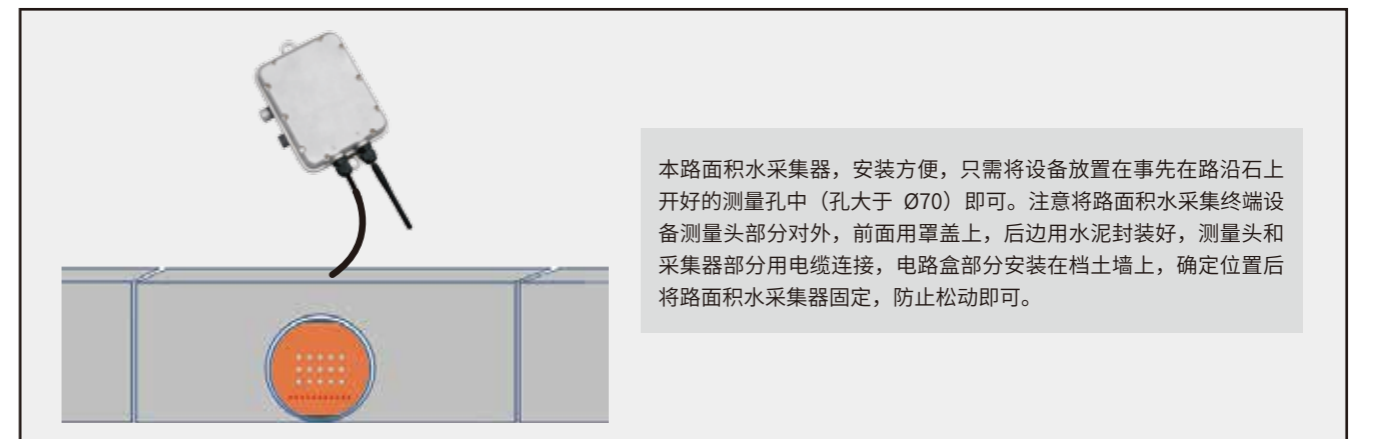 本路面积水采集器，安装方便，只需将设备放置在事先在路沿石上
开好的测量孔中（孔大于 Ø70）即可。注意将路面积水采集终端设
备测量头部分对外，前面用罩盖上，后边用水泥封装好，测量头和
采集器部分用电缆连接，电路盒部分安装在档土墙上，确定位置后
将路面积水采集器固定，防止松动即可。